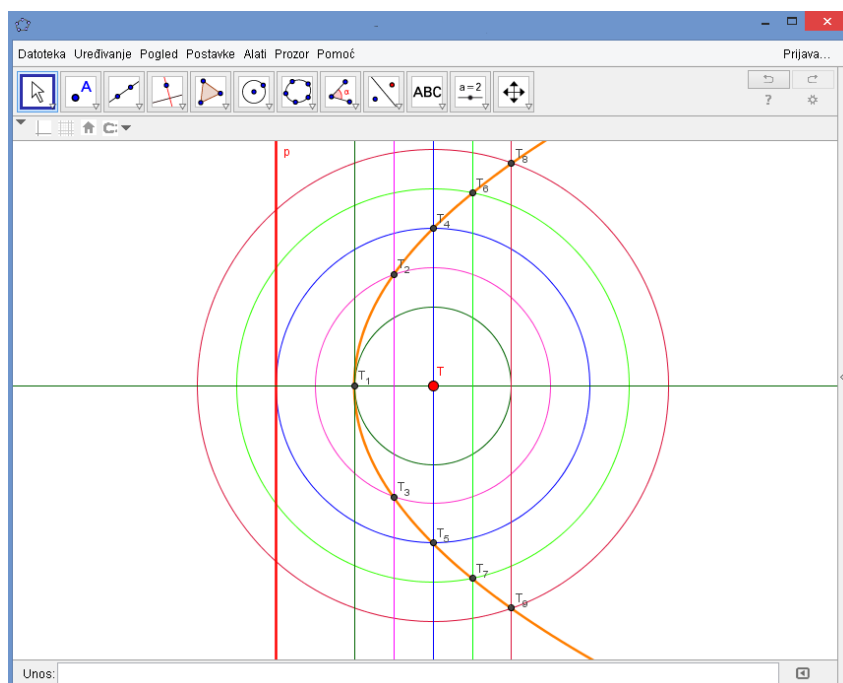 Datoteka Uređivanje Pogled Postavke Alati Prozor Pomoć Prijava...
A α ABC a=2
?
p
T8
T6
T4
T2
T
T1
T3
T5
T7
T9
Unos: